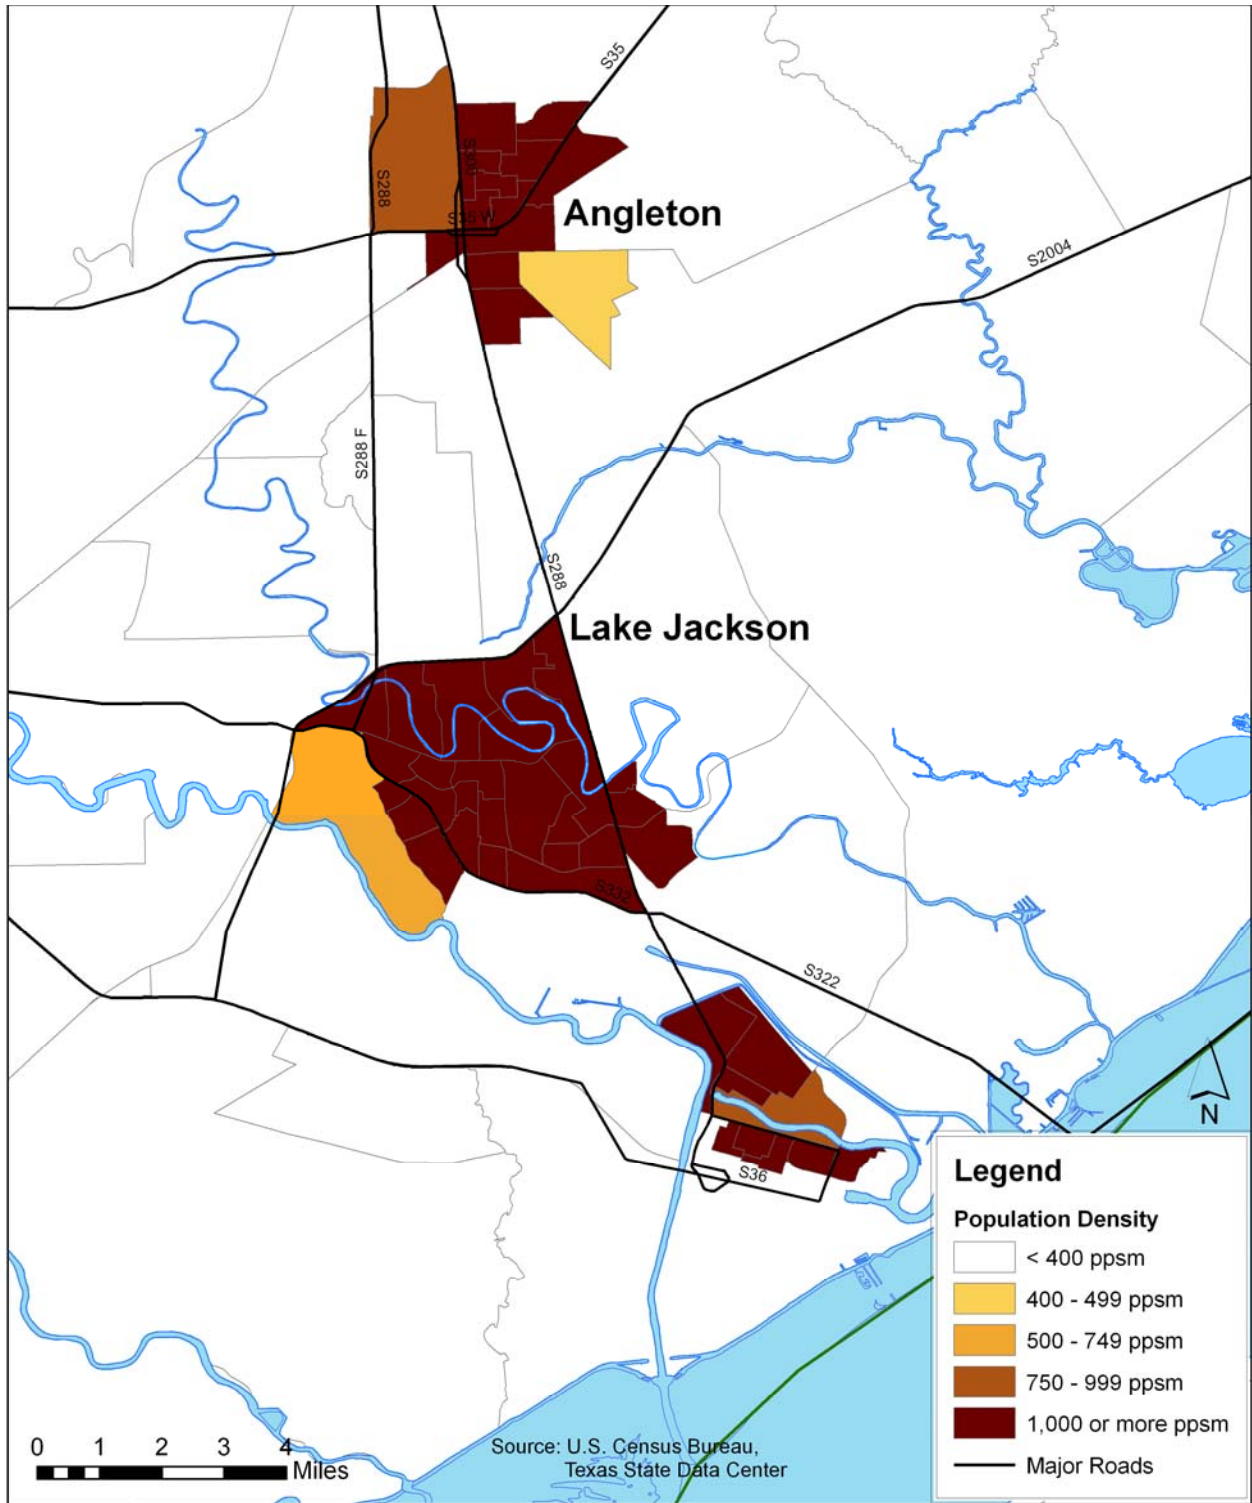 S35
S288
S35 W
Angleton
S2004
S288 F
S288
Lake Jackson
S332
S322
S36
N
Legend
Population Density
< 400 ppsm
400 - 499 ppsm
500 - 749 ppsm
750 - 999 ppsm
1,000 or more ppsm
Major Roads
0 1 2 3 4
Miles
Source: U.S. Census Bureau,
Texas State Data Center